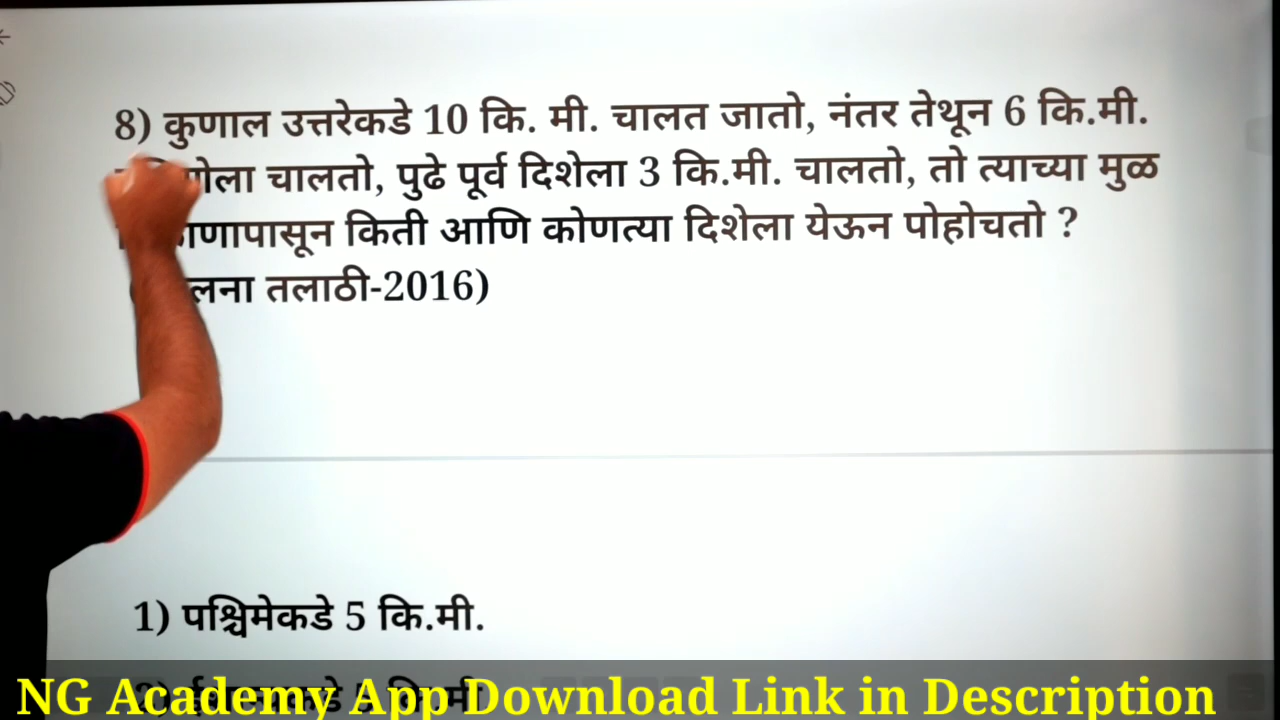 8) कुणाल उत्तरेकडे 10 कि. मी. चालत जातो, नंतर तेथून 6 कि.मी.
चालतो, पुढे पूर्व दिशेला 3 कि.मी. चालतो, तो त्याच्या मुळ
किती आणि कोणत्या दिशेला येऊन पोहोचतो ?
तलाठी-2016)
1) पश्चिमेकडे 5 कि.मी.
2) कि.मी
NG Academy App Download Link in Description